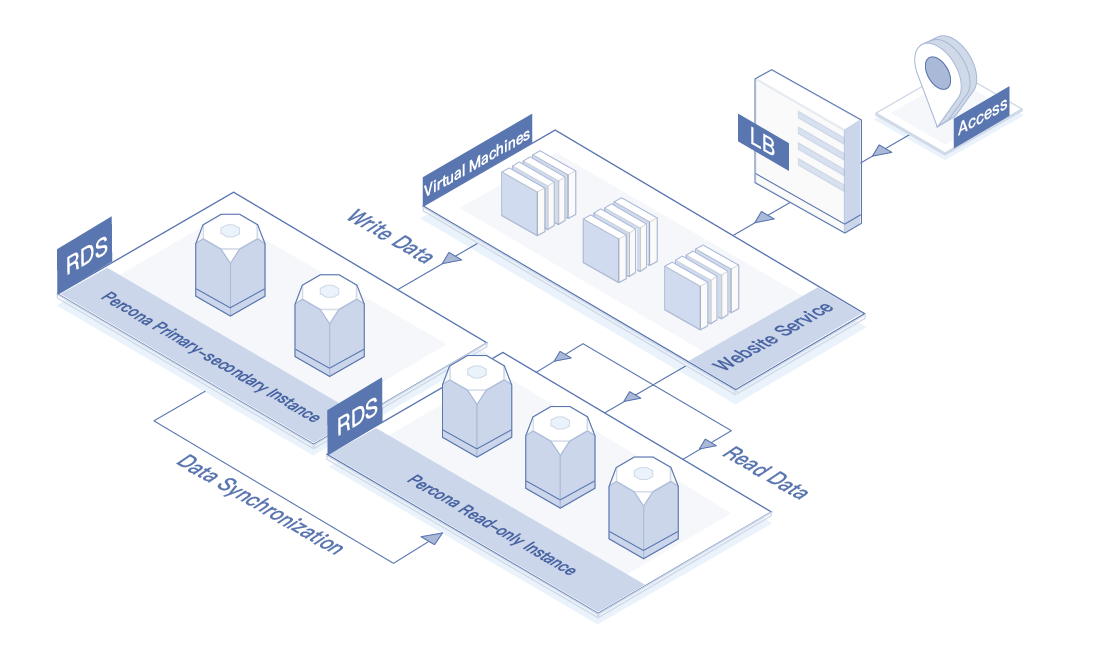 Access
LB
Virtual Machines
Website Service
Write Data
RDS
Percona Primary-secondary Instance
RDS
Percona Read-only Instance
Read Data
Data Synchronization